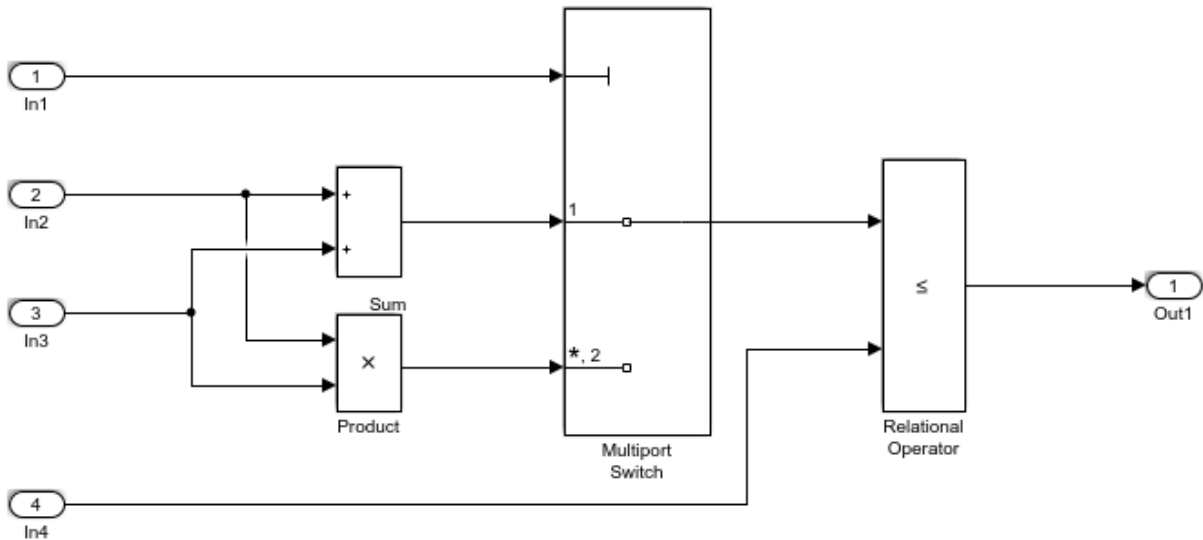 1
In1
2
In2
3
In3
4
In4
+
+
Sum
×
Product
1
*, 2
Multiport
Switch
≤
Relational
Operator
1
Out1